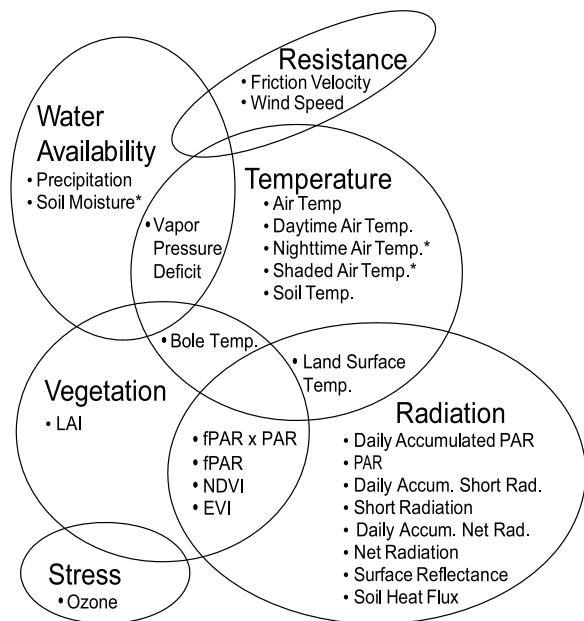 Resistance
• Friction Velocity
• Wind Speed
Water
Availability
• Precipitation
• Soil Moisture*
Temperature
• Air Temp
• Daytime Air Temp.
• Nighttime Air Temp.*
• Shaded Air Temp.*
• Soil Temp.
• Vapor
Pressure
Deficit
• Bole Temp.
• Land Surface
Temp.
Vegetation
• LAI
• fPAR x PAR
• fPAR
• NDVI
• EVI
Radiation
• Daily Accumulated PAR
• PAR
• Daily Accum. Short Rad.
• Short Radiation
• Daily Accum. Net Rad.
• Net Radiation
• Surface Reflectance
• Soil Heat Flux
Stress
• Ozone